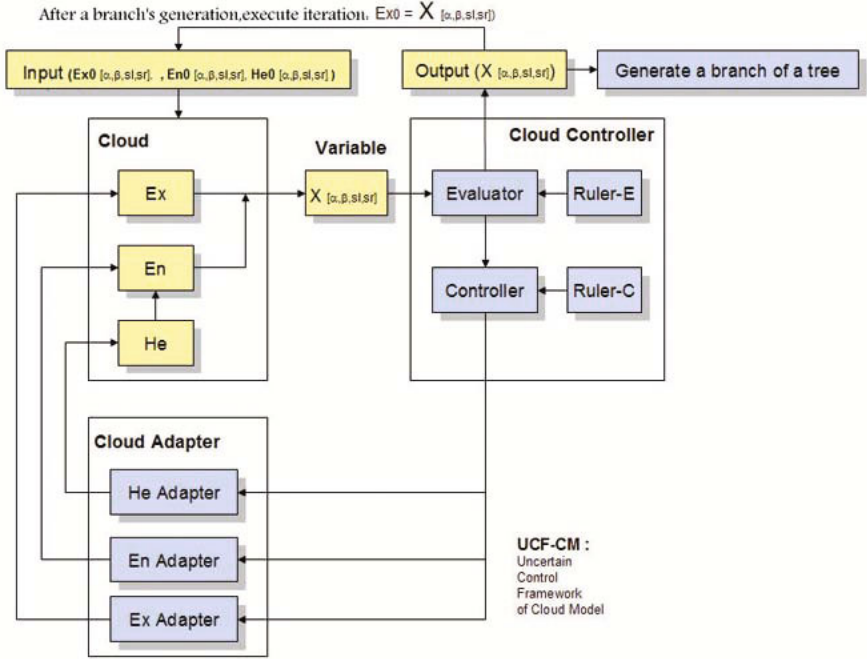 After a branch's generation,execute iteration. Ex0 = X [α,β,sl,sr])
Input (Ex0 [α,β,sl,sr]. , En0 [α,β,sl,sr], He0 [α,β,sl,sr] )
Output (X [α,β,sl,sr])
Generate a branch of a tree
Cloud
Variable
Cloud Controller
Ex
X [α,β,sl,sr]
Evaluator
Ruler-E
En
Controller
Ruler-C
He
Cloud Adapter
He Adapter
En Adapter
Ex Adapter
UCF-CM :
Uncertain
Control
Framework
of Cloud Model